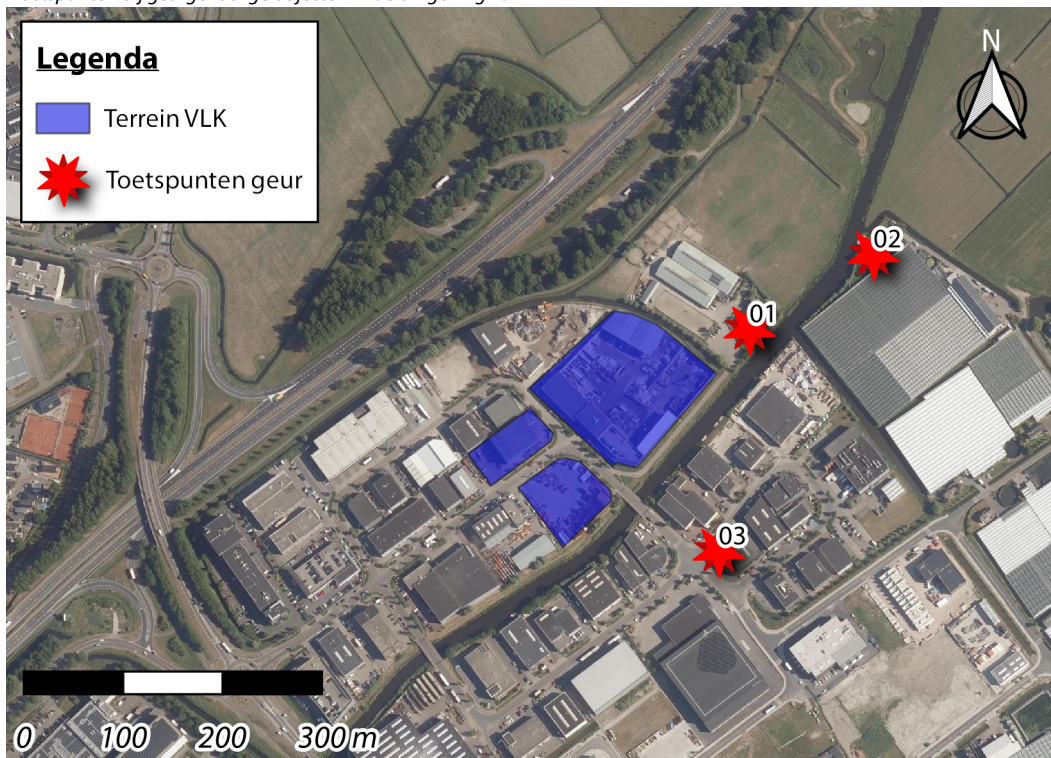 Legenda
Terrein VLK
Toetspunten geur
N
02
01
03
0 100 200 300 m